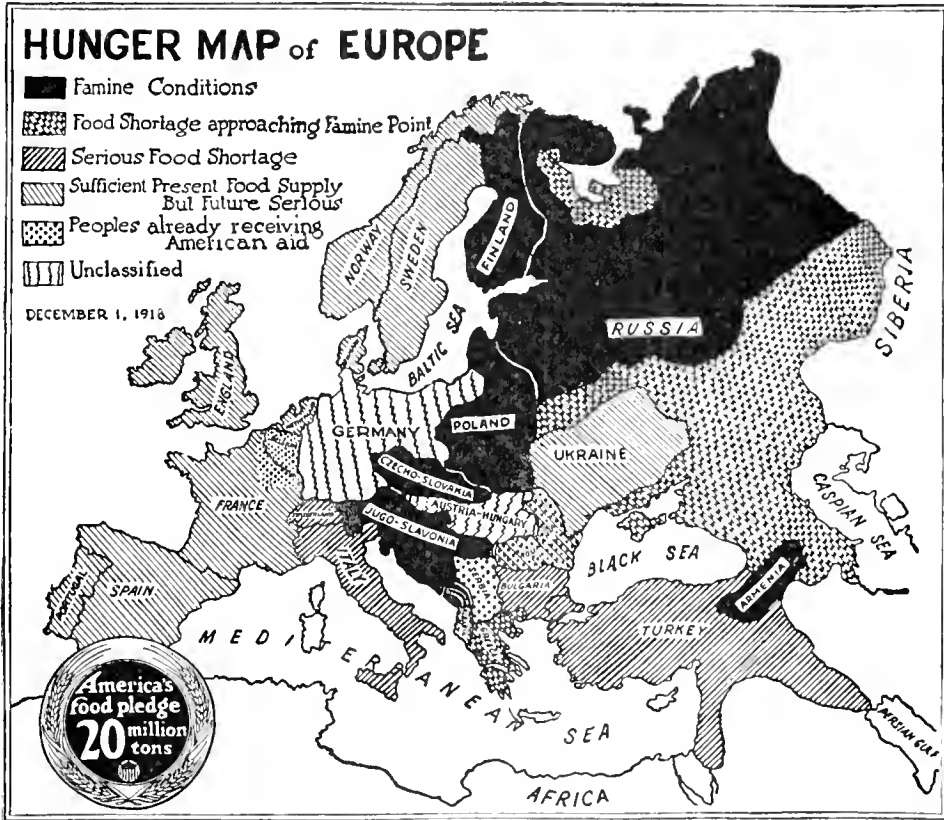 HUNGER MAP of EUROPE
Famine Conditions
Food Shortage approaching Famine Point
Serious Food Shortage
Sufficient Present Food Supply
But Future Serious
Peoples already receiving
American aid
Unclassified
DECEMBER 1, 1918
NORWAY
SWEDEN
FINLAND
BALTIC SEA
RUSSIA
SIBERIA
ENGLAND
GERMANY
POLAND
UKRAINE
CZECHO-SLOVAKIA
AUSTRIA-HUNGARY
JUGO-SLAVONIA
FRANCE
ITALY
BULGARIA
BLACK SEA
CASPIAN SEA
ARMENIA
TURKEY
PORTUGAL
SPAIN
MEDITERANEAN SEA
PERSIAN GULF
AFRICA
America's
food pledge
20 million
tons